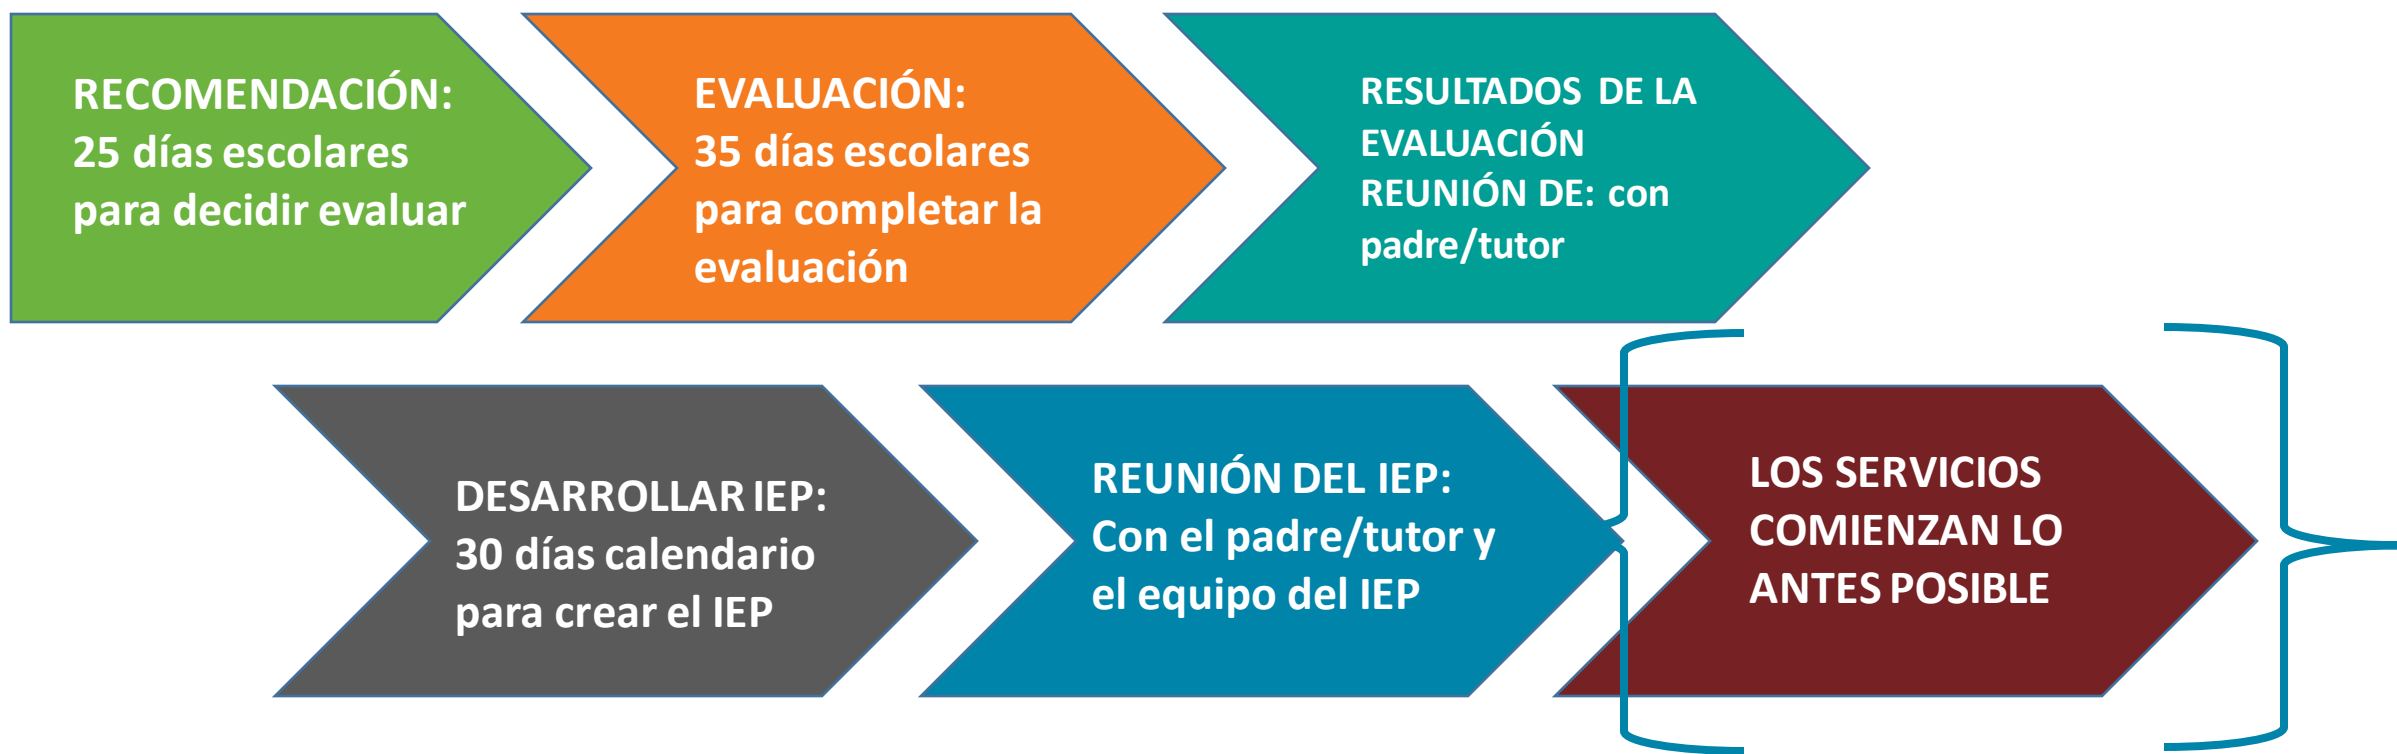 RECOMENDACIÓN:
25 días escolares
para decidir evaluar
EVALUACIÓN:
35 días escolares
para completar la
evaluación
RESULTADOS DE LA
EVALUACIÓN
REUNIÓN DE: con
padre/tutor
DESARROLLAR IEP:
30 días calendario
para crear el IEP
REUNIÓN DEL IEP:
Con el padre/tutor y
el equipo del IEP
LOS SERVICIOS
COMIENZAN LO
ANTES POSIBLE